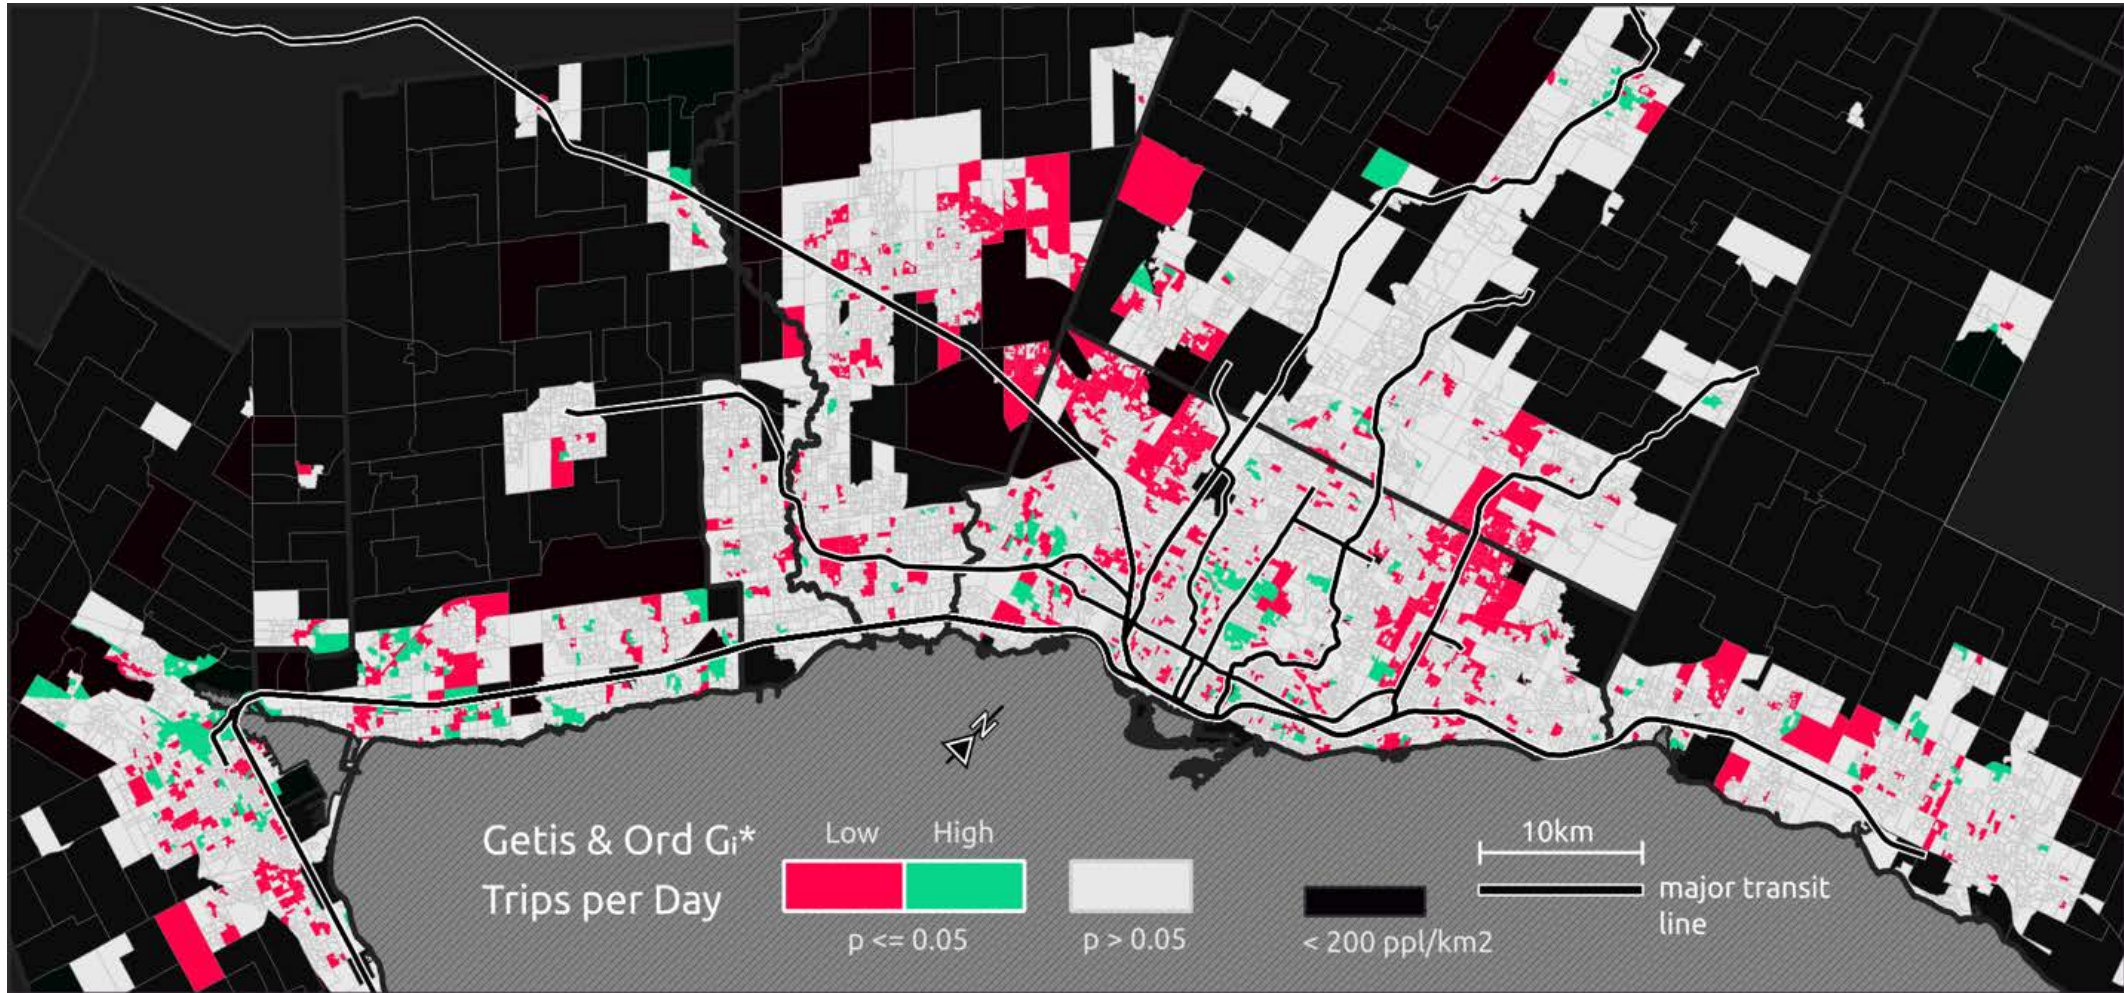 N
Getis & Ord Gi*
Trips per Day
Low High
p <= 0.05
p > 0.05
< 200 ppl/km2
10km
major transit
line